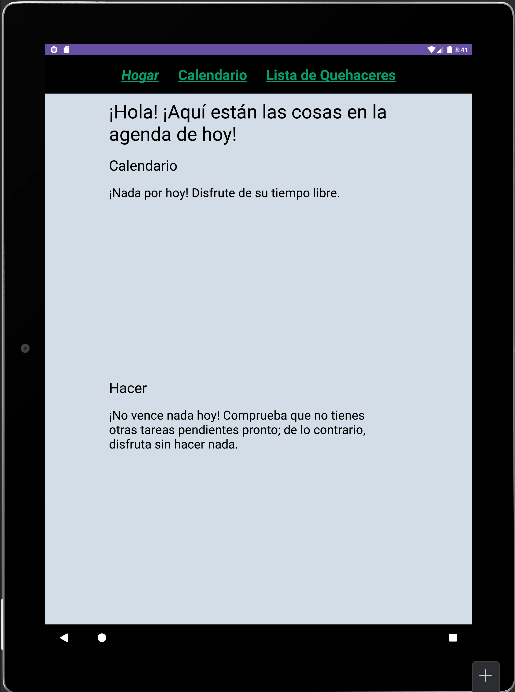 8:41
Hogar Calendario Lista de Quehaceres
¡Hola! ¡Aquí están las cosas en la
agenda de hoy!
Calendario
¡Nada por hoy! Disfrute de su tiempo libre.
Hacer
¡No vence nada hoy! Comprueba que no tienes
otras tareas pendientes pronto; de lo contrario,
disfruta sin hacer nada.